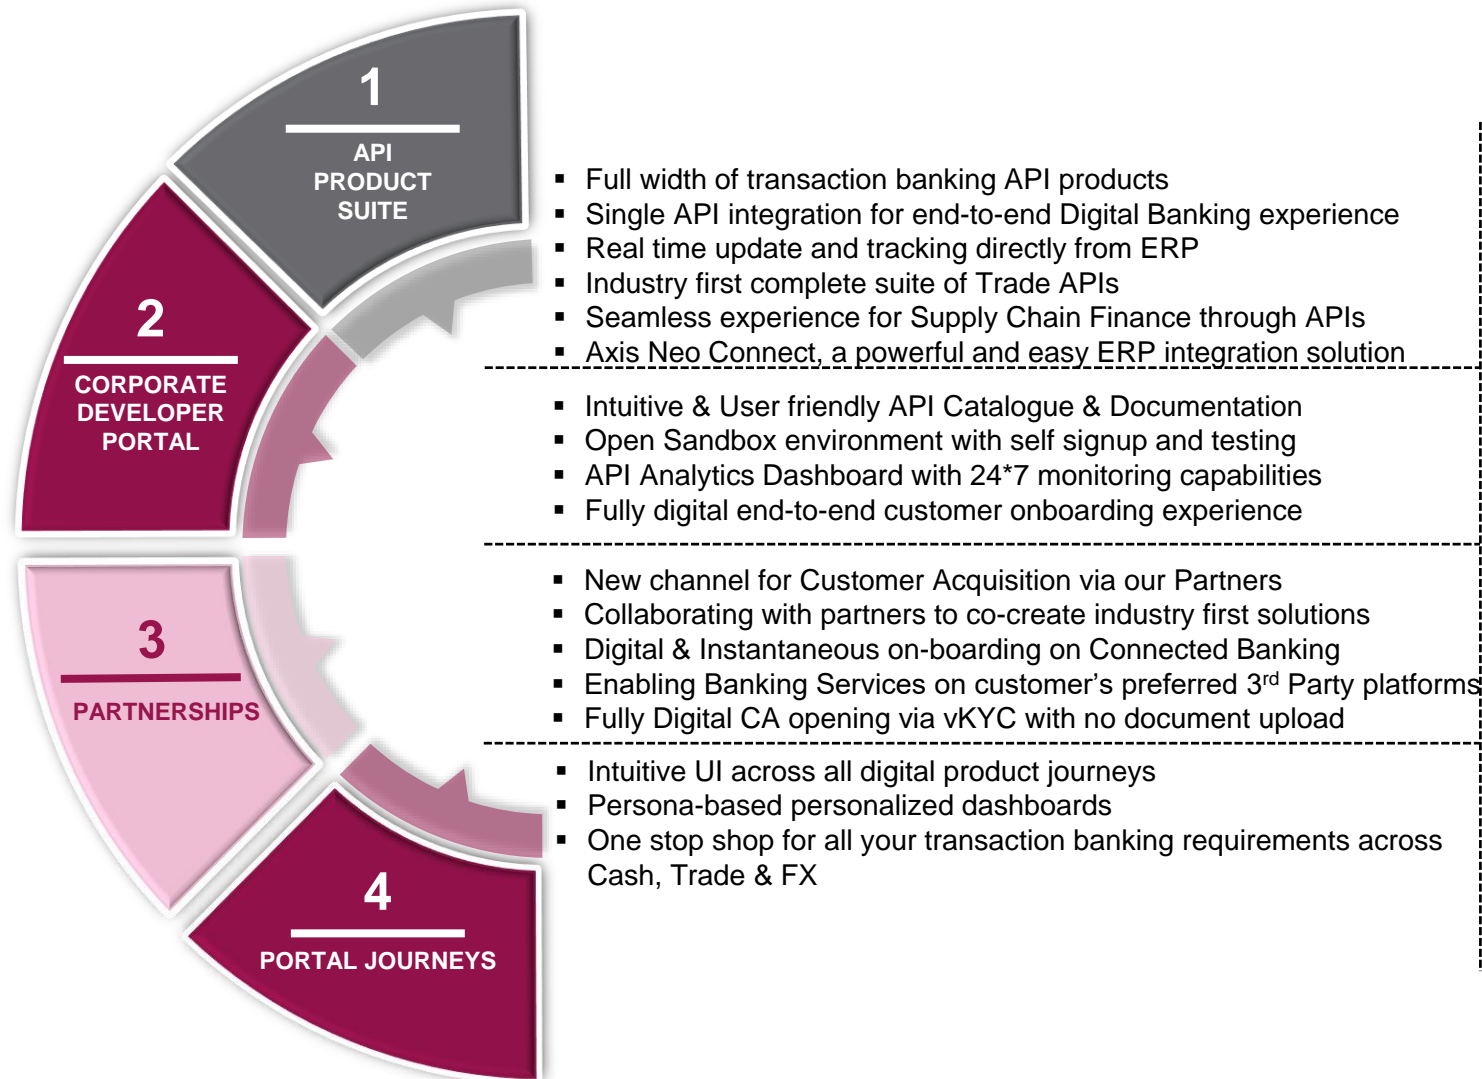 1
API
PRODUCT
SUITE
▪ Full width of transaction banking API products
▪ Single API integration for end-to-end Digital Banking experience
▪ Real time update and tracking directly from ERP
▪ Industry first complete suite of Trade APIs
▪ Seamless experience for Supply Chain Finance through APIs
▪ Axis Neo Connect, a powerful and easy ERP integration solution
2
CORPORATE
DEVELOPER
PORTAL
▪ Intuitive & User friendly API Catalogue & Documentation
▪ Open Sandbox environment with self signup and testing
▪ API Analytics Dashboard with 24*7 monitoring capabilities
▪ Fully digital end-to-end customer onboarding experience
3
PARTNERSHIPS
▪ New channel for Customer Acquisition via our Partners
▪ Collaborating with partners to co-create industry first solutions
▪ Digital & Instantaneous on-boarding on Connected Banking
▪ Enabling Banking Services on customer’s preferred 3rd Party platforms
▪ Fully Digital CA opening via vKYC with no document upload
4
PORTAL JOURNEYS
▪ Intuitive UI across all digital product journeys
▪ Persona-based personalized dashboards
▪ One stop shop for all your transaction banking requirements across
Cash, Trade & FX